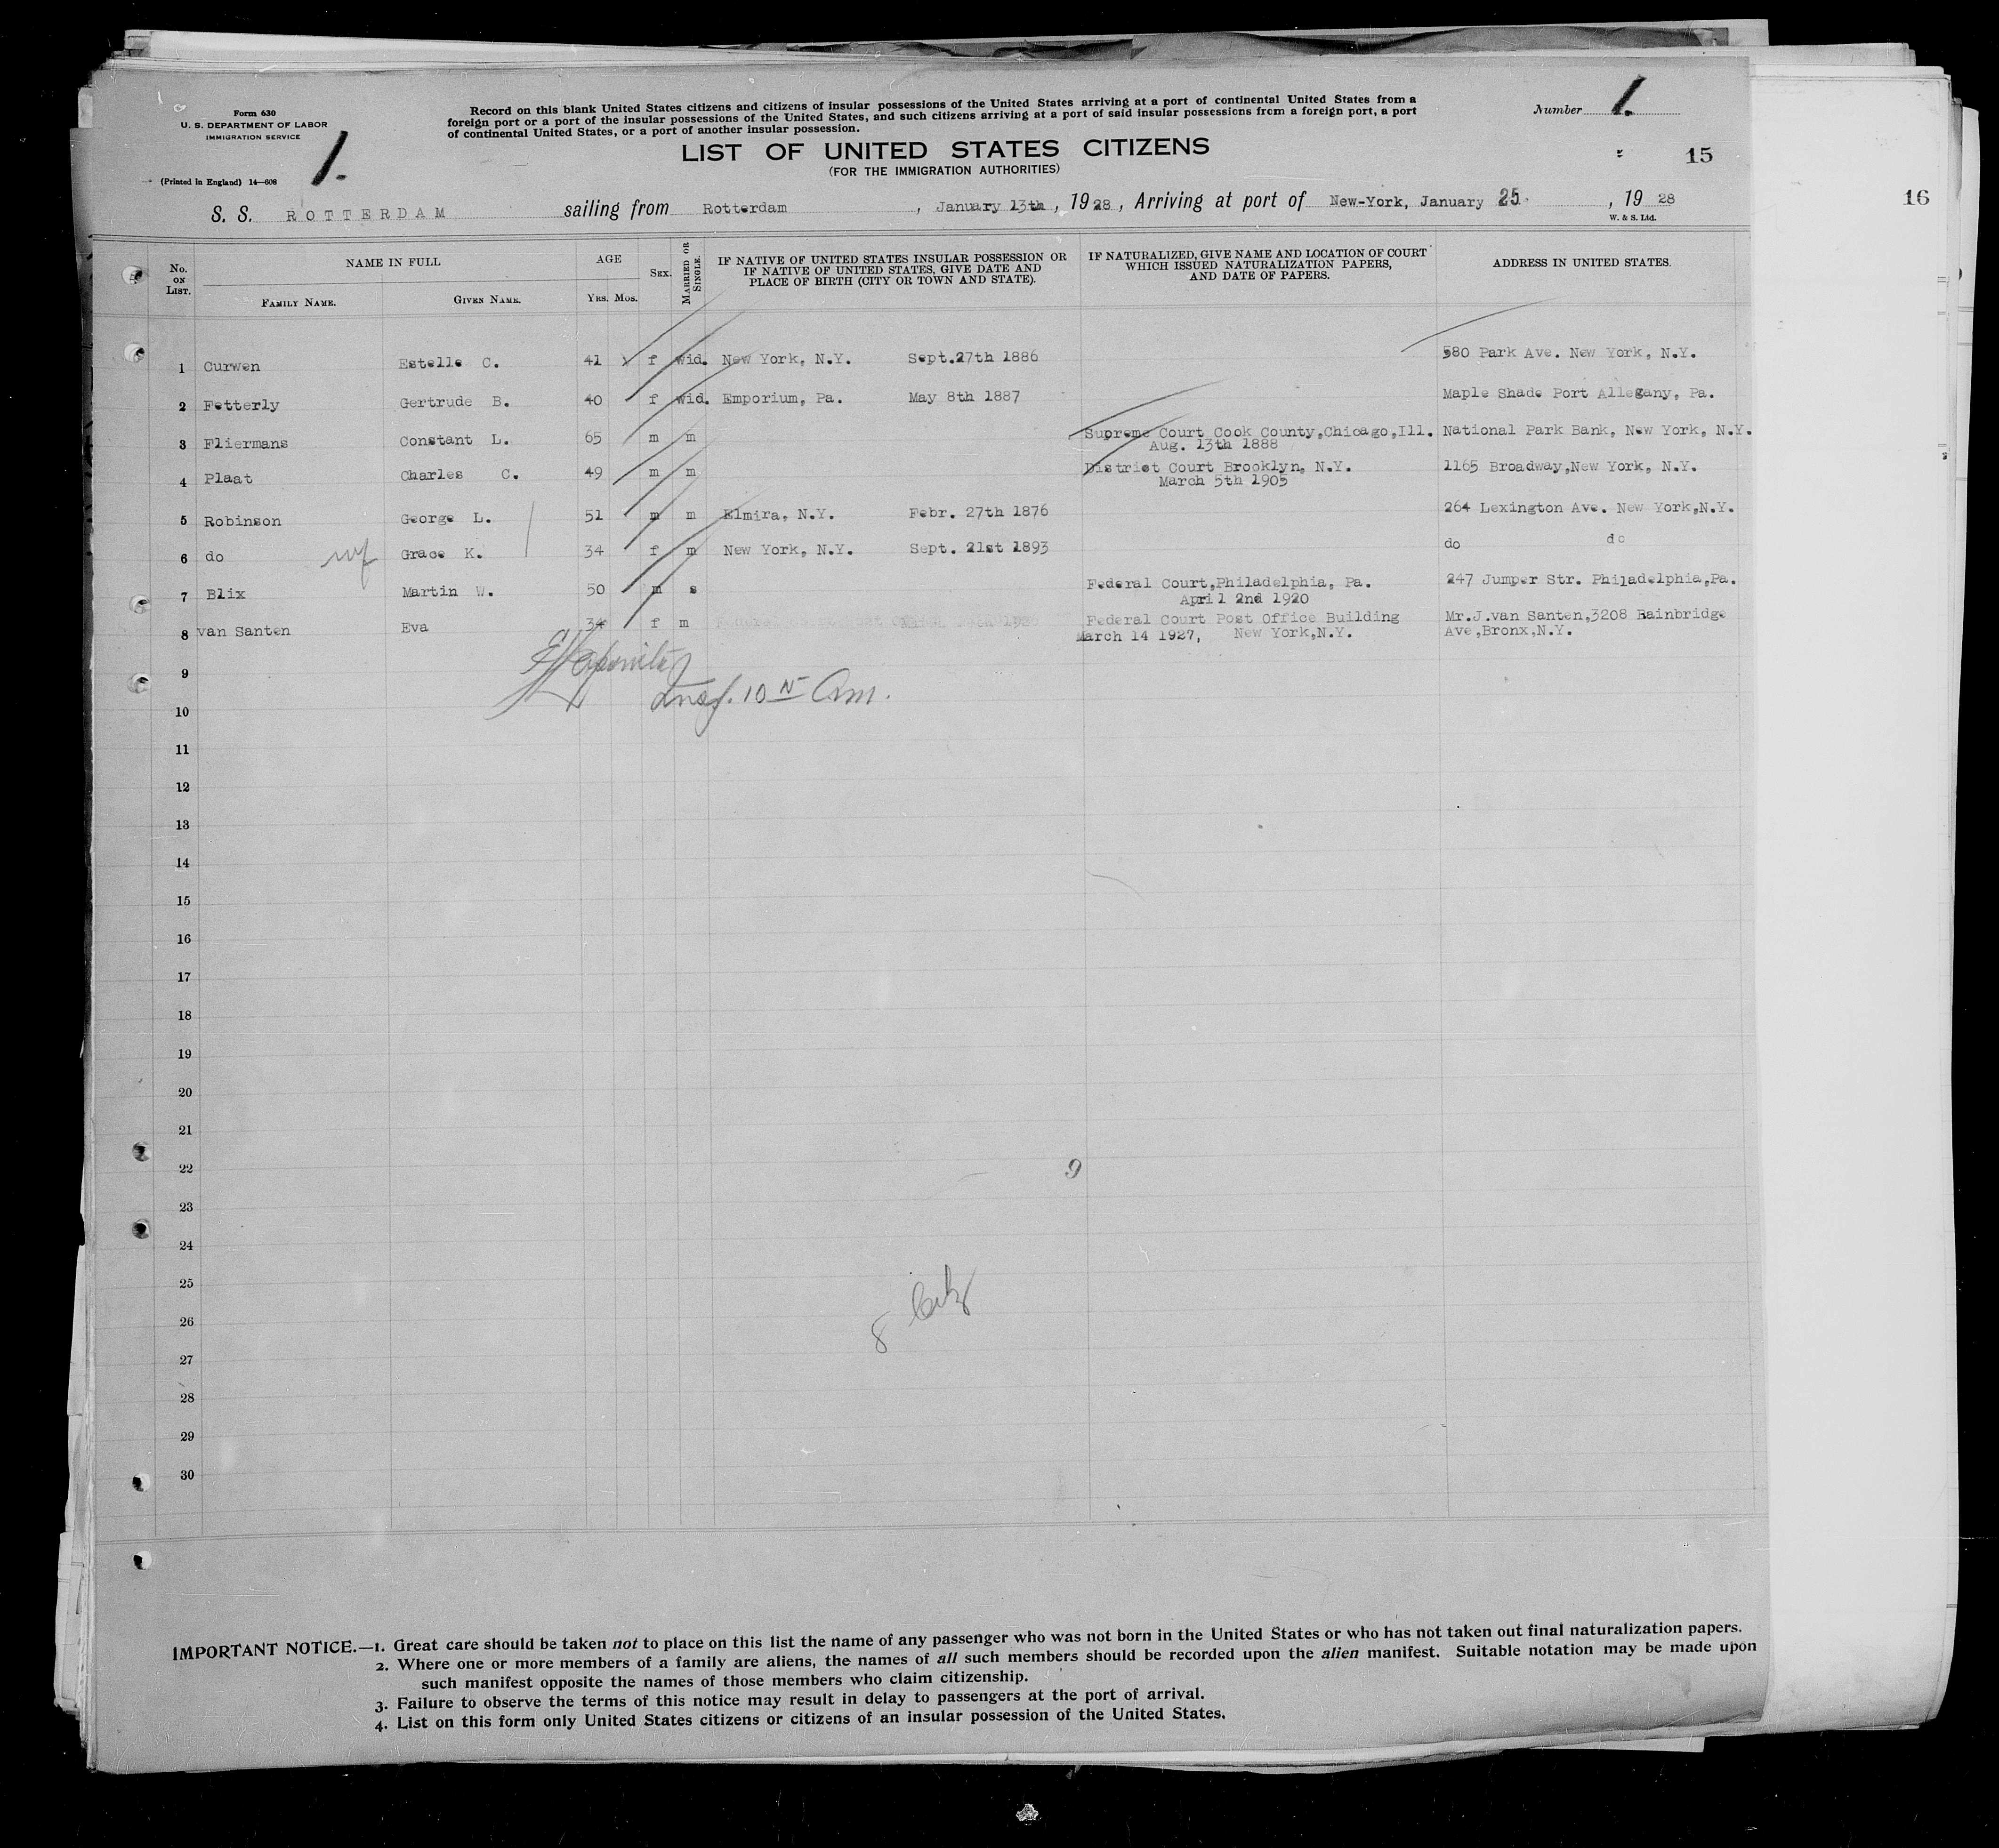 Form 630
U. S. DEPARTMENT OF LABOR
IMMIGRATION SERVICE
(Printed in England) 14—608
1.
Record on this blank United States citizens and citizens of insular possessions of the United States arriving at a port of continental United States from a
foreign port or a port of the insular possessions of the United States, and such citizens arriving at a port of said insular possessions from a foreign port, a port
of continental United States, or a port of another insular possession.
Number 1.
LIST OF UNITED STATES CITIZENS
(FOR THE IMMIGRATION AUTHORITIES)
15
16
S. S. ROTTERDAM sailing from Rotterdam, January 13th, 1928, Arriving at port of New-York, January 25, 1928
W. & S. Ltd.
No. ON LIST. NAME IN FULL AGE SEX. MARRIED OR SINGLE. IF NATIVE OF UNITED STATES INSULAR POSSESSION OR IF NATIVE OF UNITED STATES, GIVE DATE AND PLACE OF BIRTH (CITY OR TOWN AND STATE). IF NATURALIZED, GIVE NAME AND LOCATION OF COURT WHICH ISSUED NATURALIZATION PAPERS, AND DATE OF PAPERS. ADDRESS IN UNITED STATES.
FAMILY NAME. GIVEN NAME. YRS. MOS.
1 Curwen Estelle C. 41 f wid. New York, N.Y. Sept.27th 1886 580 Park Ave. New York, N.Y.
2 Fetterly Gertrude B. 40 f wid. Emporium, Pa. May 8th 1887 Maple Shade Port Allegany, Pa.
3 Fliermans Constant L. 65 m m Supreme Court Cook County,Chicago,Ill. National Park Bank, New York, N.Y.
Aug. 13th 1888
4 Plaat Charles C. 49 m m District Court Brooklyn, N.Y. 1165 Broadway,New York, N.Y.
March 5th 1905
5 Robinson George L. 51 m m Elmira, N.Y. Febr. 27th 1876 264 Lexington Ave. New York,N.Y.
6 do wf Grace K. 34 f m New York, N.Y. Sept. 21st 1893 do do
7 Blix Martin W. 50 m s Federal Court,Philadelphia, Pa. 247 Jumper Str. Philadelphia,Pa.
April 2nd 1920
8 van Santen Eva 34 f m Federal Court Post Office Building Mr.J.van Santen,3208 Bainbridge
March 14 1927, New York,N.Y. Ave,Bronx,N.Y.
9
10
11
12
13
14
15
16
17
18
19
20
21
22 9
23
24
25
8 Citz
26
27
28
29
30
IMPORTANT NOTICE.—1. Great care should be taken not to place on this list the name of any passenger who was not born in the United States or who has not taken out final naturalization papers.
2. Where one or more members of a family are aliens, the names of all such members should be recorded upon the alien manifest. Suitable notation may be made upon
such manifest opposite the names of those members who claim citizenship.
3. Failure to observe the terms of this notice may result in delay to passengers at the port of arrival.
4. List on this form only United States citizens or citizens of an insular possession of the United States.